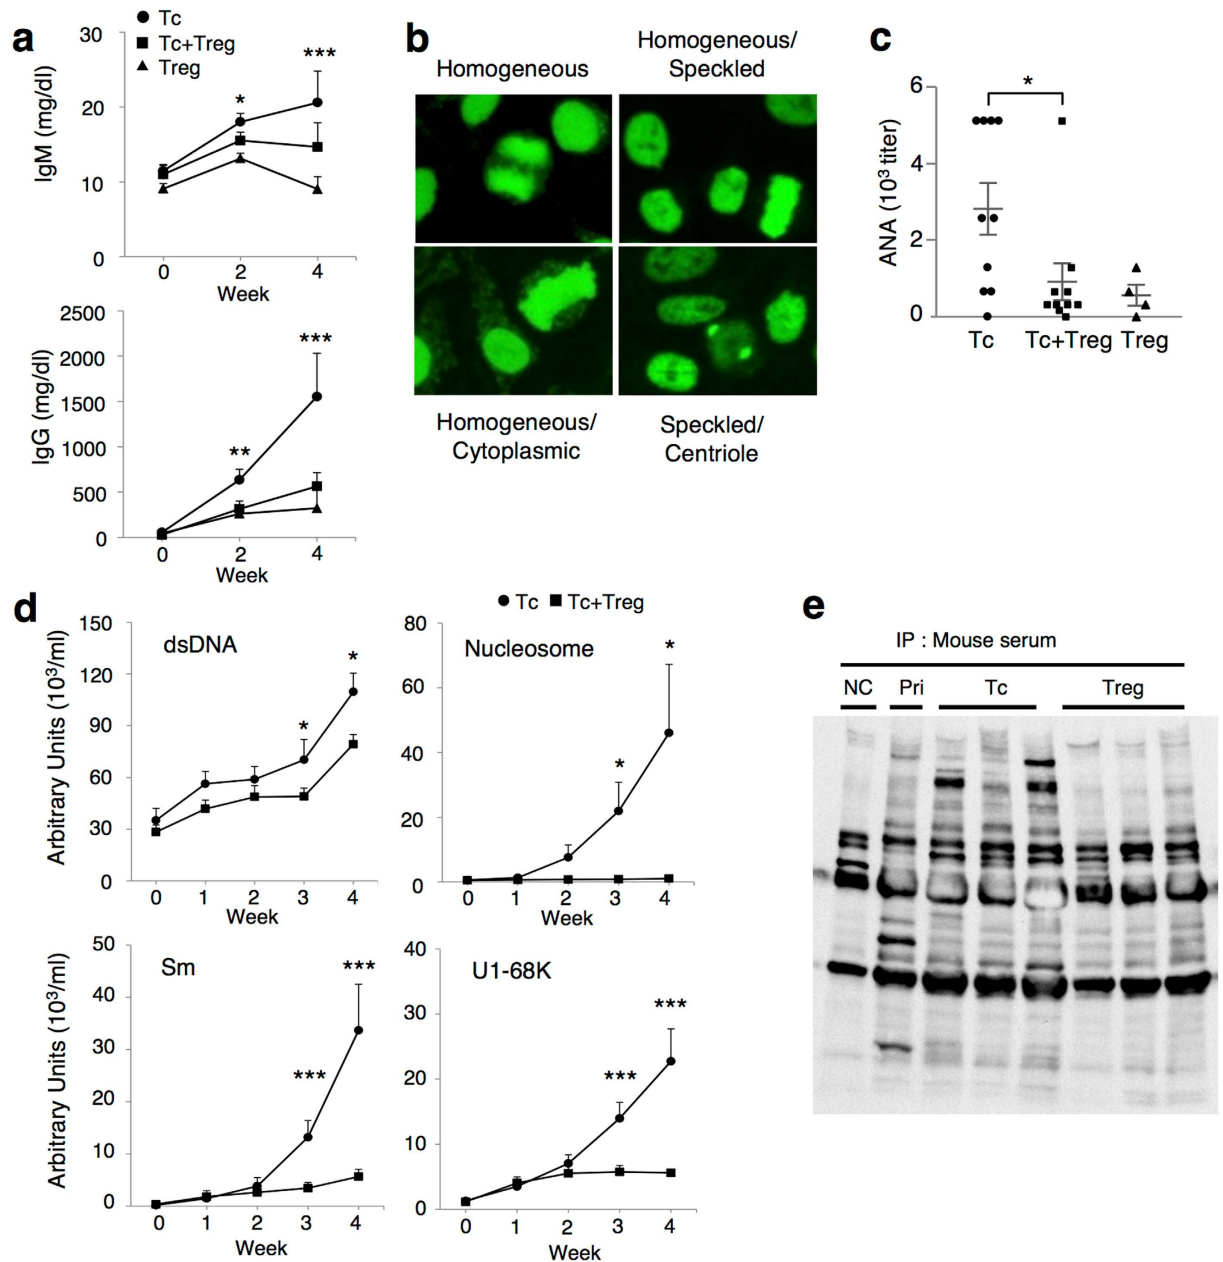 a
Tc
Tc+Treg
Treg
IgM (mg/dl)
30
20
10
0
*
***
0 2 4
Week
IgG (mg/dl)
2500
2000
1500
1000
500
0
**
***
0 2 4
Week
b
Homogeneous
Homogeneous/
Speckled
Homogeneous/
Cytoplasmic
Speckled/
Centriole
c
ANA (10³ titer)
6
4
2
0
*
Tc Tc+Treg Treg
d
Tc Tc+Treg
dsDNA
Arbitrary Units (10³/ml)
150
120
90
60
30
0
*
*
0 1 2 3 4
Week
Nucleosome
80
60
40
20
0
*
*
0 1 2 3 4
Week
Sm
Arbitrary Units (10³/ml)
50
40
30
20
10
0
***
***
0 1 2 3 4
Week
U1-68K
40
30
20
10
0
***
***
0 1 2 3 4
Week
e
IP : Mouse serum
NC Pri Tc Treg